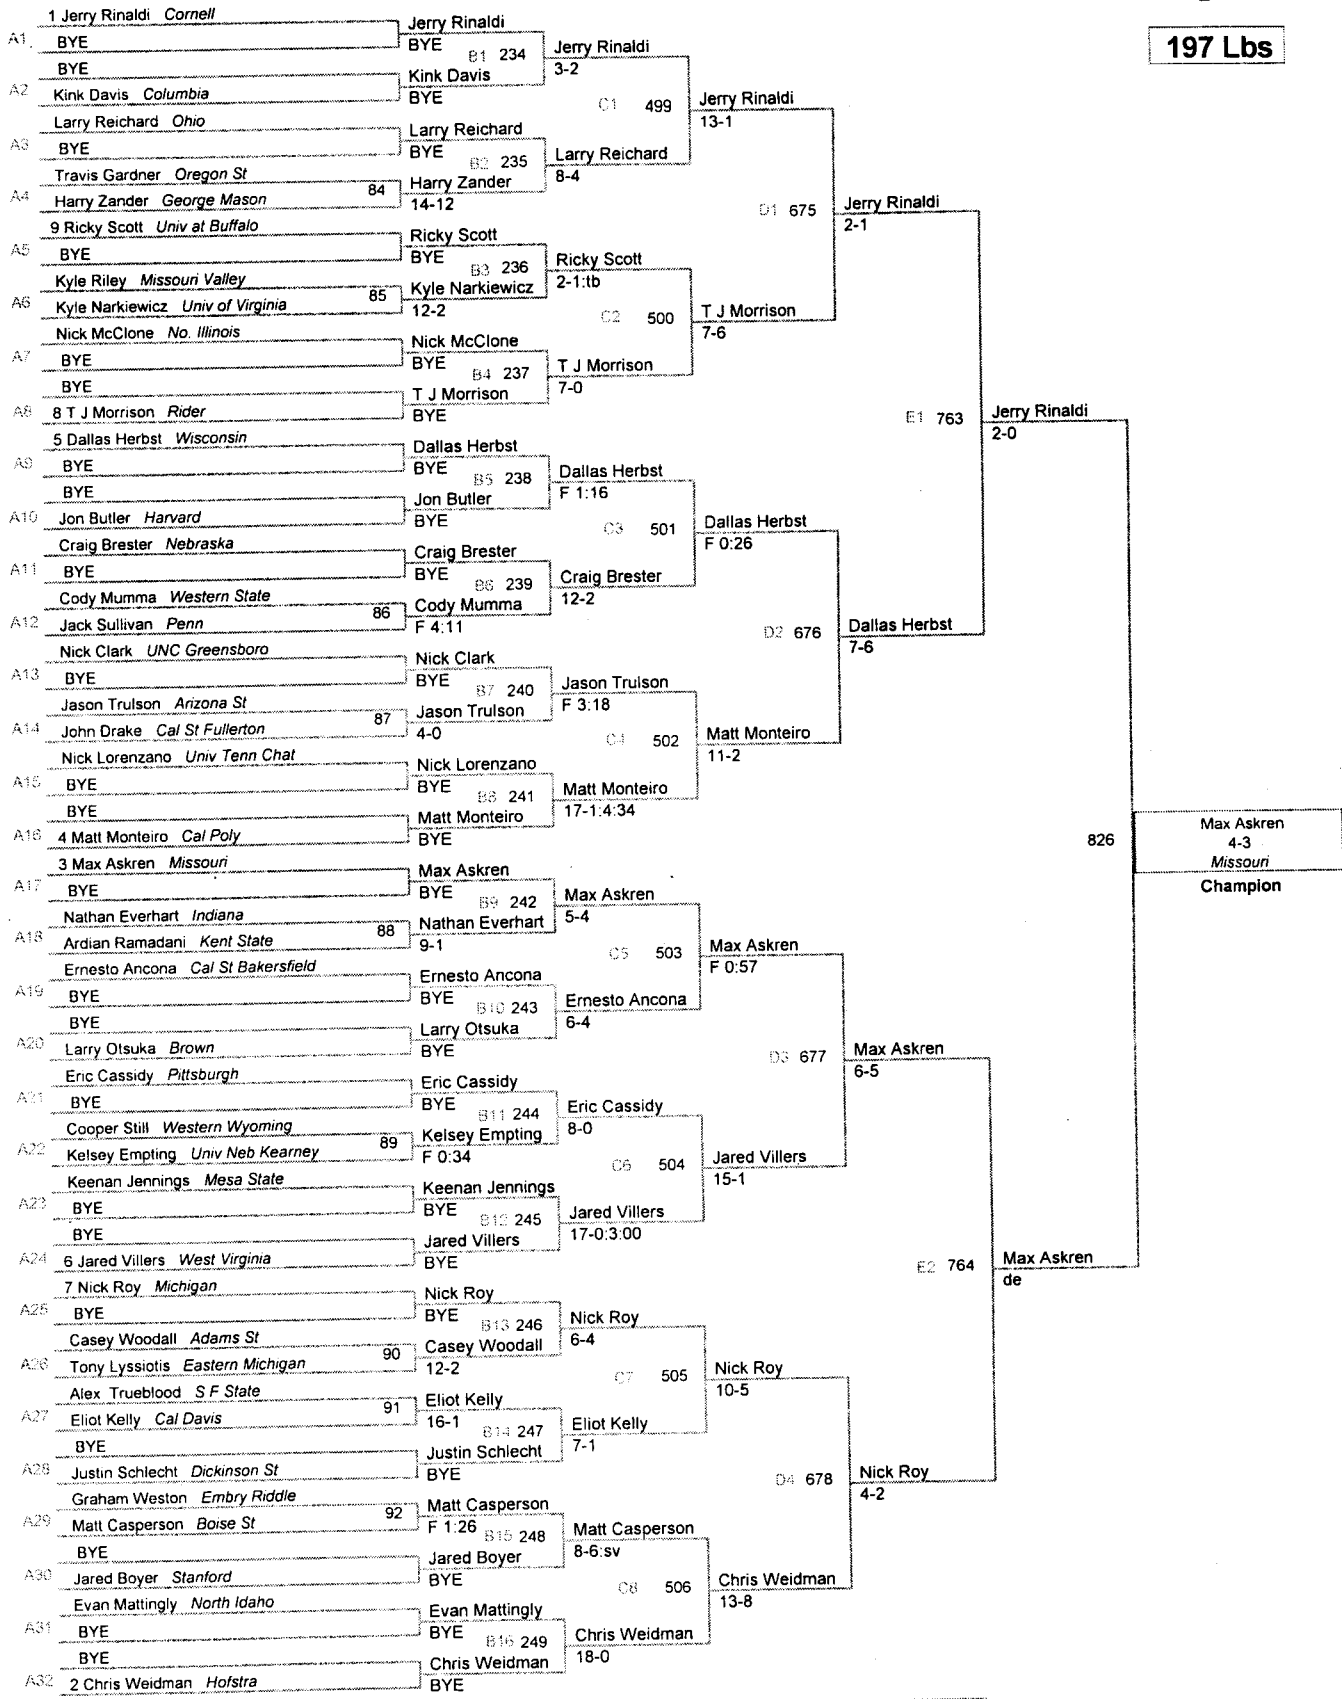 197 Lbs
A1
1 Jerry Rinaldi Cornell
BYE
A2
BYE
Kink Davis Columbia
A3
Larry Reichard Ohio
BYE
A4
Travis Gardner Oregon St
Harry Zander George Mason
84
A5
9 Ricky Scott Univ at Buffalo
BYE
A6
Kyle Riley Missouri Valley
Kyle Narkiewicz Univ of Virginia
85
A7
Nick McClone No. Illinois
BYE
A8
BYE
8 T J Morrison Rider
A9
5 Dallas Herbst Wisconsin
BYE
A10
BYE
Jon Butler Harvard
A11
Craig Brester Nebraska
BYE
A12
Cody Mumma Western State
Jack Sullivan Penn
86
A13
Nick Clark UNC Greensboro
BYE
A14
Jason Trulson Arizona St
John Drake Cal St Fullerton
87
A15
Nick Lorenzano Univ Tenn Chat
BYE
A16
BYE
4 Matt Monteiro Cal Poly
A17
3 Max Askren Missouri
BYE
A18
Nathan Everhart Indiana
Ardian Ramadani Kent State
88
A19
Ernesto Ancona Cal St Bakersfield
BYE
A20
BYE
Larry Otsuka Brown
A21
Eric Cassidy Pittsburgh
BYE
A22
Cooper Still Western Wyoming
Kelsey Empting Univ Neb Kearney
89
A23
Keenan Jennings Mesa State
BYE
A24
BYE
6 Jared Villers West Virginia
A25
7 Nick Roy Michigan
BYE
A26
Casey Woodall Adams St
Tony Lyssiotis Eastern Michigan
90
A27
Alex Trueblood S F State
Eliot Kelly Cal Davis
91
A28
BYE
Justin Schlecht Dickinson St
A29
Graham Weston Embry Riddle
Matt Casperson Boise St
92
A30
BYE
Jared Boyer Stanford
A31
Evan Mattingly North Idaho
BYE
A32
BYE
2 Chris Weidman Hofstra
Jerry Rinaldi
BYE
B1 234
Kink Davis
BYE
Larry Reichard
BYE
B2 235
Harry Zander
14-12
Ricky Scott
BYE
B3 236
Kyle Narkiewicz
12-2
Nick McClone
BYE
B4 237
T J Morrison
BYE
Dallas Herbst
BYE
B5 238
Jon Butler
BYE
Craig Brester
BYE
B6 239
Cody Mumma
F 4:11
Nick Clark
BYE
B7 240
Jason Trulson
4-0
Nick Lorenzano
BYE
B8 241
Matt Monteiro
BYE
Max Askren
BYE
B9 242
Nathan Everhart
9-1
Ernesto Ancona
BYE
B10 243
Larry Otsuka
BYE
Eric Cassidy
BYE
B11 244
Kelsey Empting
F 0:34
Keenan Jennings
BYE
B12 245
Jared Villers
BYE
Nick Roy
BYE
B13 246
Casey Woodall
12-2
Eliot Kelly
16-1
B14 247
Justin Schlecht
BYE
Matt Casperson
F 1:26
B15 248
Jared Boyer
BYE
Evan Mattingly
BYE
B16 249
Chris Weidman
BYE
Jerry Rinaldi
3-2
C1 499
Larry Reichard
8-4
Ricky Scott
2-1:tb
C2 500
T J Morrison
7-0
Dallas Herbst
F 1:16
C3 501
Craig Brester
12-2
Jason Trulson
F 3:18
C4 502
Matt Monteiro
17-1:4:34
Max Askren
5-4
C5 503
Ernesto Ancona
6-4
Eric Cassidy
8-0
C6 504
Jared Villers
17-0:3:00
Nick Roy
6-4
C7 505
Eliot Kelly
7-1
Matt Casperson
8-6:sv
C8 506
Chris Weidman
18-0
Jerry Rinaldi
13-1
D1 675
T J Morrison
7-6
Dallas Herbst
F 0:26
D2 676
Matt Monteiro
11-2
Max Askren
F 0:57
D3 677
Jared Villers
15-1
Nick Roy
10-5
D4 678
Chris Weidman
13-8
Jerry Rinaldi
2-1
E1 763
Dallas Herbst
7-6
Max Askren
6-5
E2 764
Nick Roy
4-2
Jerry Rinaldi
2-0
826
Max Askren
de
Max Askren
4-3
Missouri
Champion